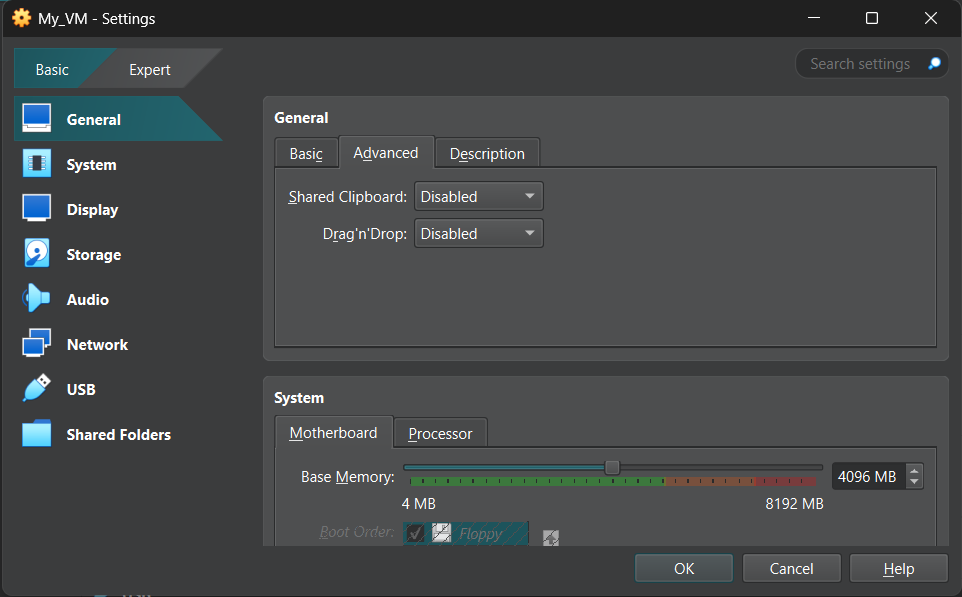 My_VM - Settings
Basic Expert
Search settings
General
System
Display
Storage
Audio
Network
USB
Shared Folders
General
Basic Advanced Description
Shared Clipboard: Disabled
Drag'n'Drop: Disabled
System
Motherboard Processor
Base Memory: 4096 MB
4 MB 8192 MB
Boot Order: Floppy
OK Cancel Help